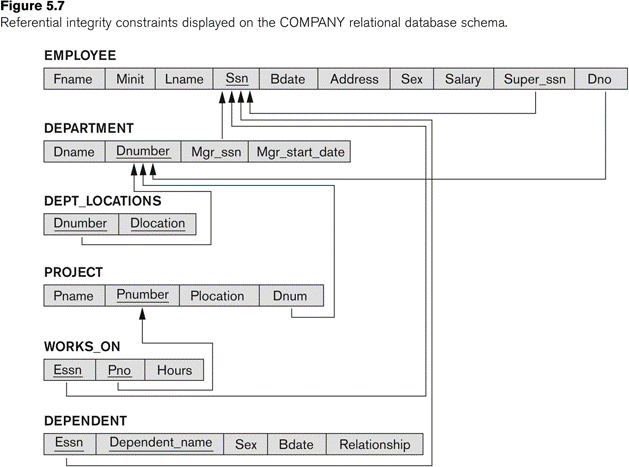 Figure 5.7
Referential integrity constraints displayed on the COMPANY relational database schema.
EMPLOYEE
Fname Minit Lname Ssn Bdate Address Sex Salary Super_ssn Dno
DEPARTMENT
Dname Dnumber Mgr_ssn Mgr_start_date
DEPT_LOCATIONS
Dnumber Dlocation
PROJECT
Pname Pnumber Plocation Dnum
WORKS_ON
Essn Pno Hours
DEPENDENT
Essn Dependent_name Sex Bdate Relationship